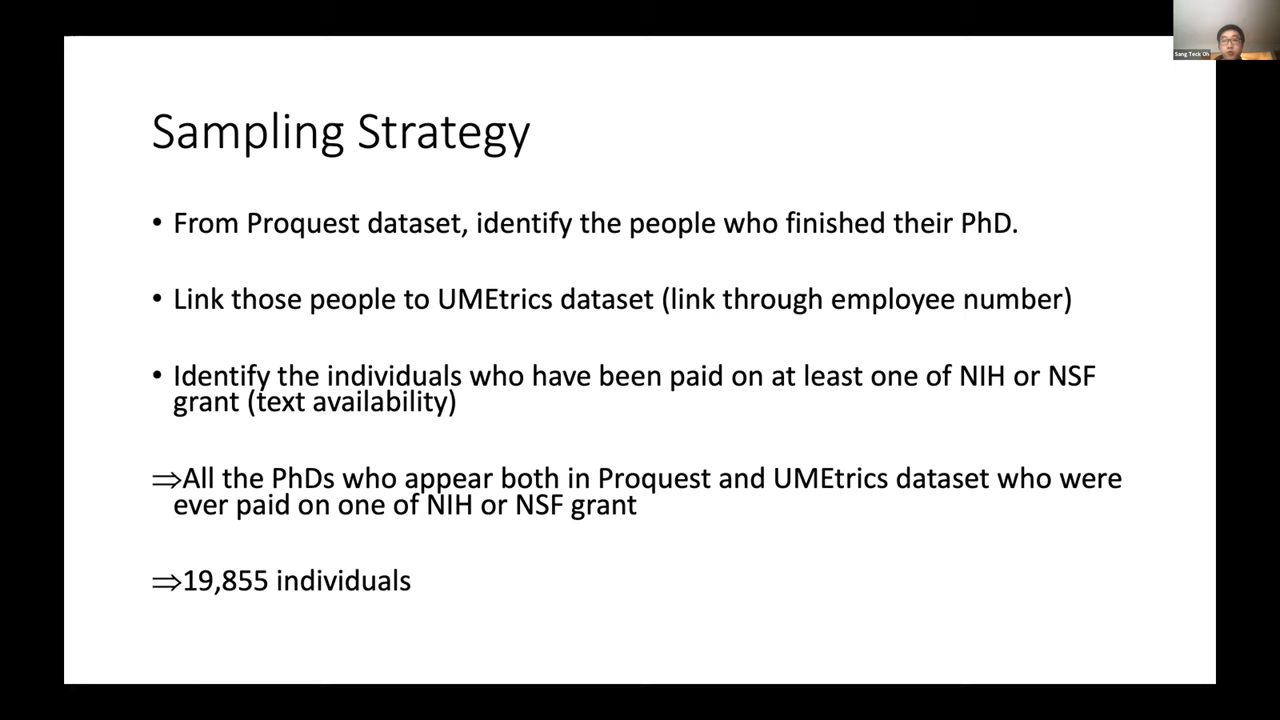 Sang Teck Oh
Sampling Strategy
• From Proquest dataset, identify the people who finished their PhD.
• Link those people to UMEtrics dataset (link through employee number)
• Identify the individuals who have been paid on at least one of NIH or NSF
grant (text availability)
⇒All the PhDs who appear both in Proquest and UMEtrics dataset who were
ever paid on one of NIH or NSF grant
⇒19,855 individuals